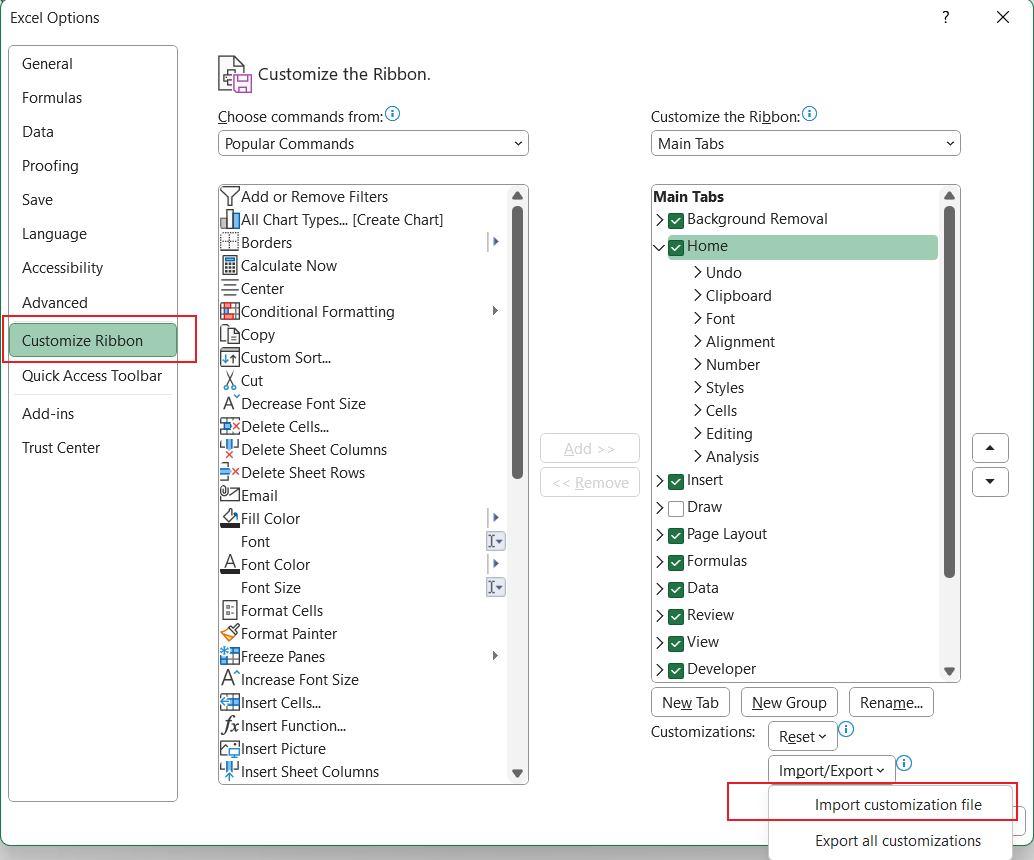 Excel Options
?
General
Formulas
Data
Proofing
Save
Language
Accessibility
Advanced
Customize Ribbon
Quick Access Toolbar
Add-ins
Trust Center
Customize the Ribbon.
Choose commands from:
Popular Commands
Add or Remove Filters
All Chart Types... [Create Chart]
Borders
Calculate Now
Center
Conditional Formatting
Copy
Custom Sort...
Cut
Decrease Font Size
Delete Cells...
Delete Sheet Columns
Delete Sheet Rows
Email
Fill Color
Font
Font Color
Font Size
Format Cells
Format Painter
Freeze Panes
Increase Font Size
Insert Cells...
Insert Function...
Insert Picture
Insert Sheet Columns
Add >>
<< Remove
Customize the Ribbon:
Main Tabs
Main Tabs
Background Removal
Home
Undo
Clipboard
Font
Alignment
Number
Styles
Cells
Editing
Analysis
Insert
Draw
Page Layout
Formulas
Data
Review
View
Developer
New Tab
New Group
Rename...
Customizations:
Reset
Import/Export
Import customization file
Export all customizations